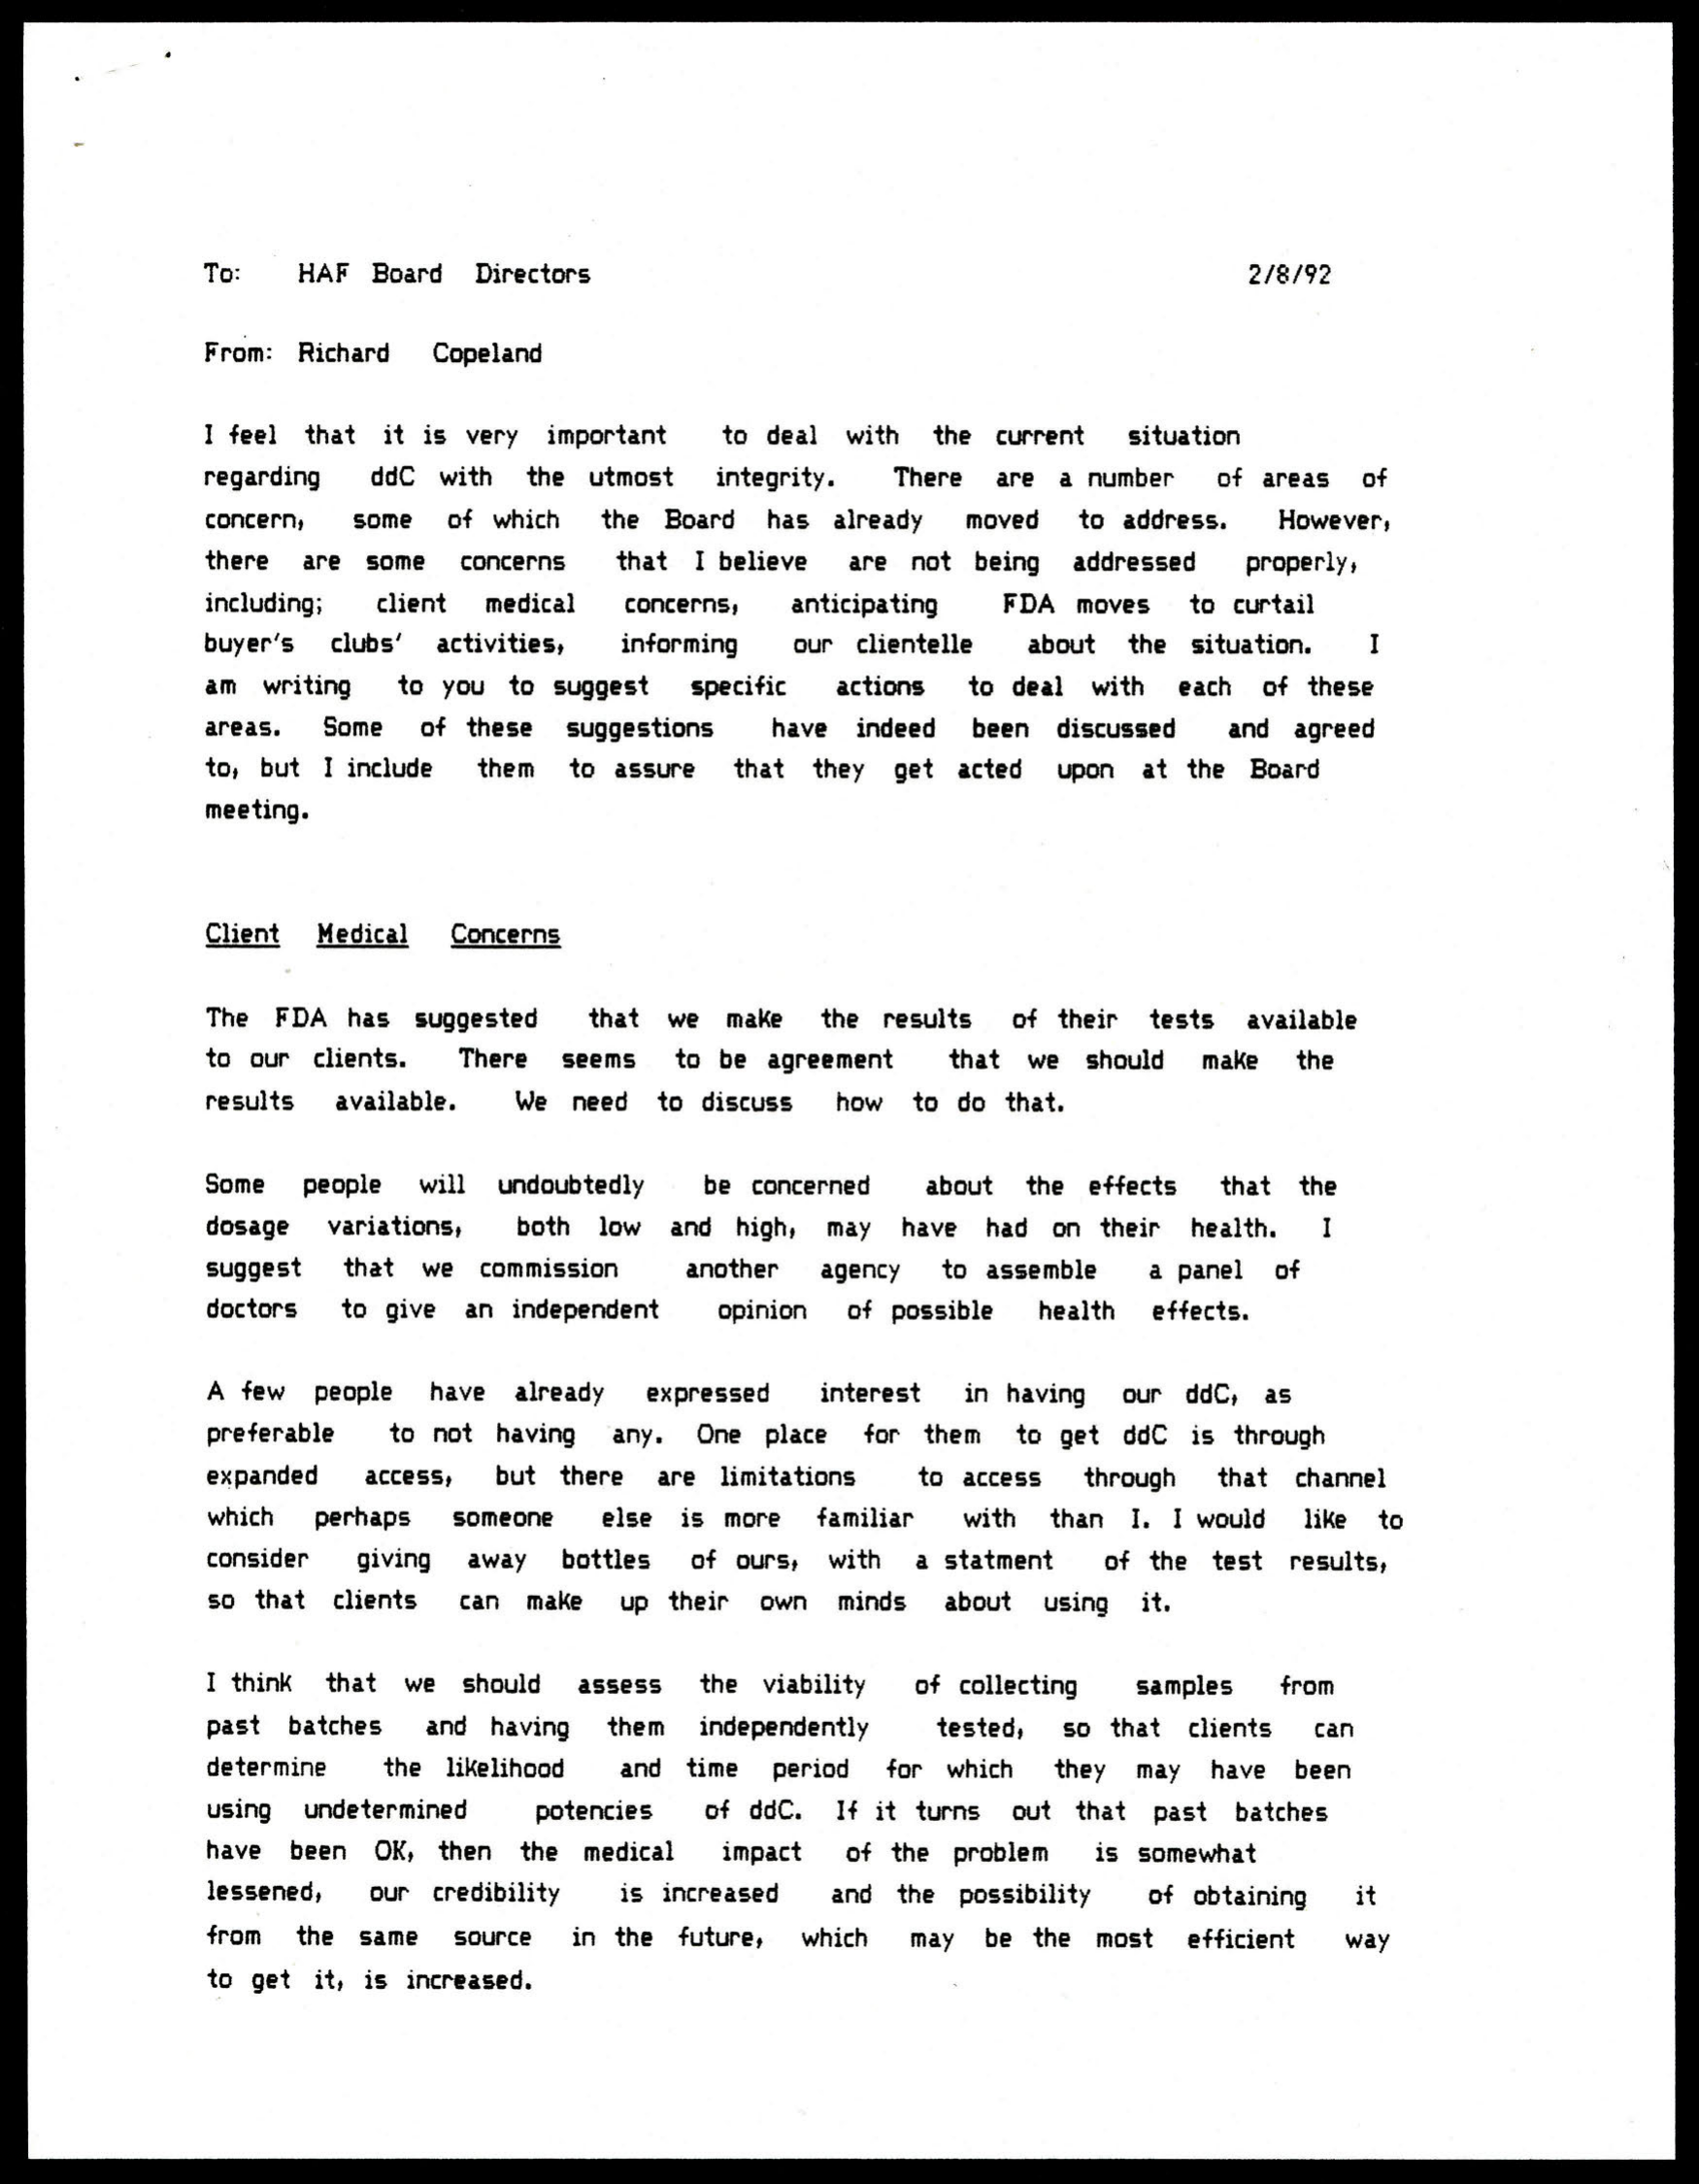 To: HAF Board Directors 2/8/92
From: Richard Copeland
I feel that it is very important to deal with the current situation
regarding ddC with the utmost integrity. There are a number of areas of
concern, some of which the Board has already moved to address. However,
there are some concerns that I believe are not being addressed properly,
including; client medical concerns, anticipating FDA moves to curtail
buyer's clubs' activities, informing our clientelle about the situation. I
am writing to you to suggest specific actions to deal with each of these
areas. Some of these suggestions have indeed been discussed and agreed
to, but I include them to assure that they get acted upon at the Board
meeting.
Client Medical Concerns
The FDA has suggested that we make the results of their tests available
to our clients. There seems to be agreement that we should make the
results available. We need to discuss how to do that.
Some people will undoubtedly be concerned about the effects that the
dosage variations, both low and high, may have had on their health. I
suggest that we commission another agency to assemble a panel of
doctors to give an independent opinion of possible health effects.
A few people have already expressed interest in having our ddC, as
preferable to not having any. One place for them to get ddC is through
expanded access, but there are limitations to access through that channel
which perhaps someone else is more familiar with than I. I would like to
consider giving away bottles of ours, with a statment of the test results,
so that clients can make up their own minds about using it.
I think that we should assess the viability of collecting samples from
past batches and having them independently tested, so that clients can
determine the likelihood and time period for which they may have been
using undetermined potencies of ddC. If it turns out that past batches
have been OK, then the medical impact of the problem is somewhat
lessened, our credibility is increased and the possibility of obtaining it
from the same source in the future, which may be the most efficient way
to get it, is increased.